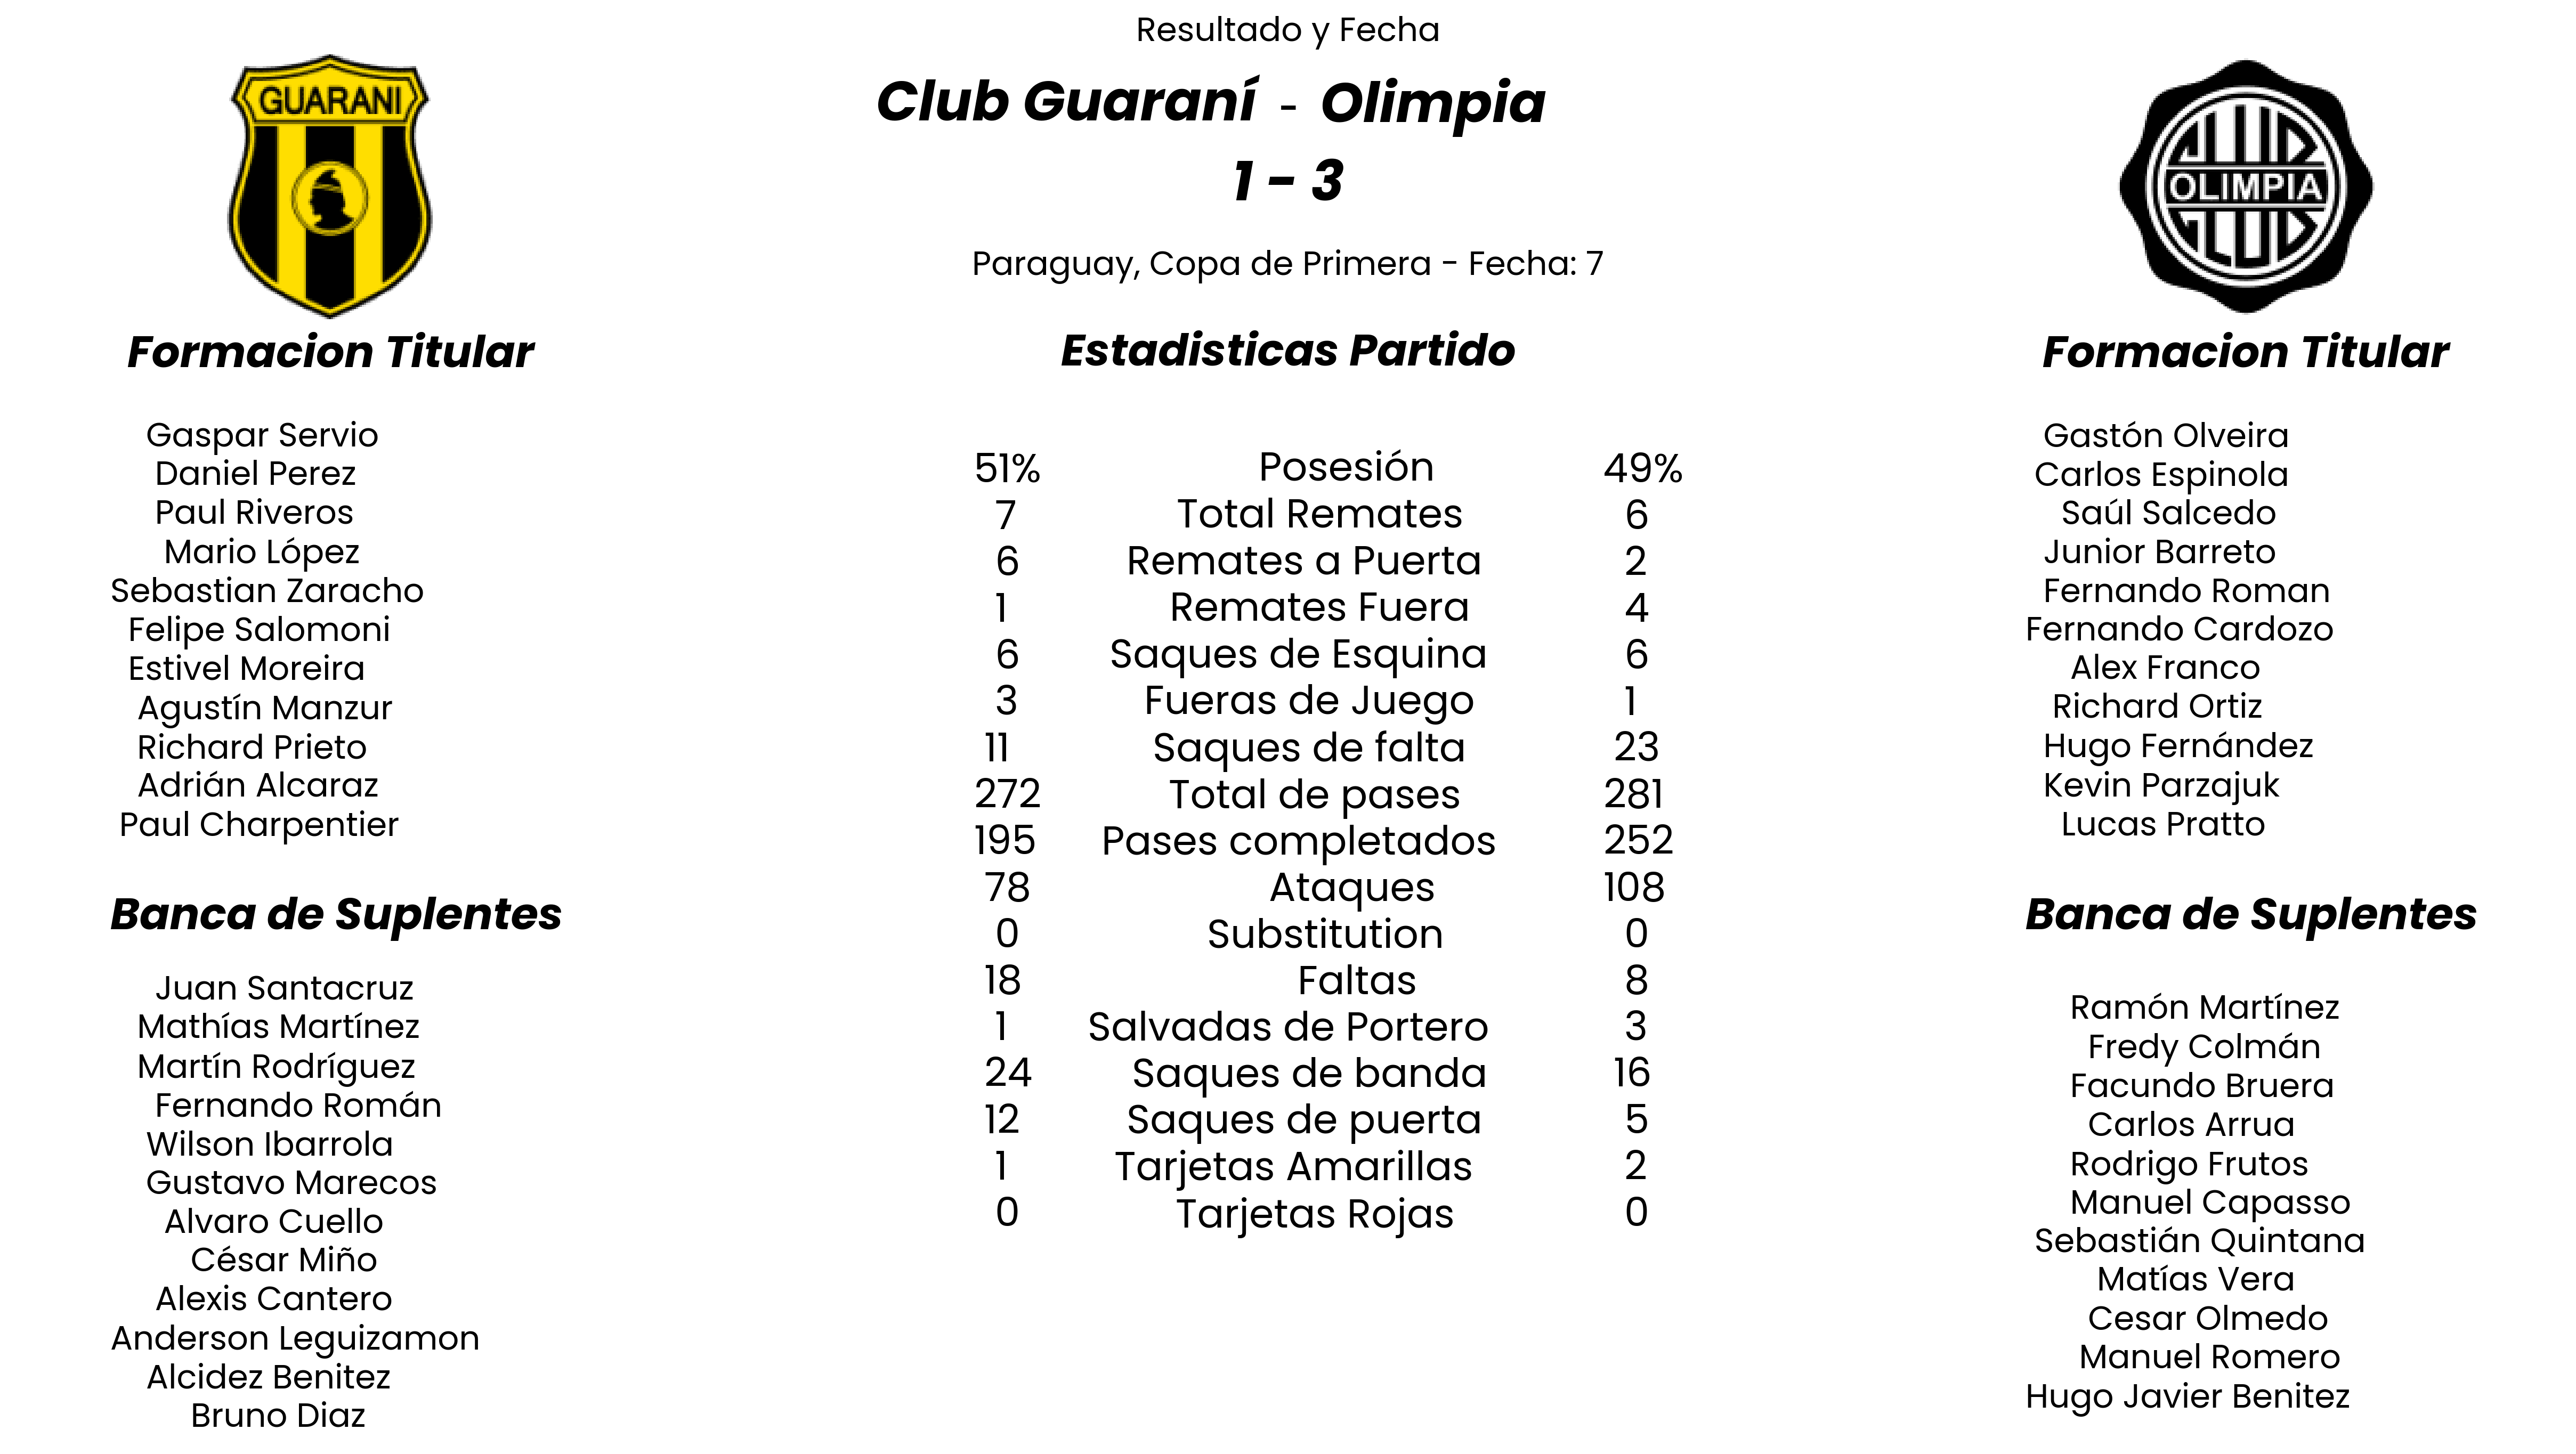 Resultado y Fecha
Club Guaraní - Olimpia
1 - 3
Paraguay, Copa de Primera - Fecha: 7
GUARANI
Formacion Titular
Gaspar Servio
Daniel Perez
Paul Riveros
Mario López
Sebastian Zaracho
Felipe Salomoni
Estivel Moreira
Agustín Manzur
Richard Prieto
Adrián Alcaraz
Paul Charpentier
Banca de Suplentes
Juan Santacruz
Mathías Martínez
Martín Rodríguez
Fernando Román
Wilson Ibarrola
Gustavo Marecos
Alvaro Cuello
César Miño
Alexis Cantero
Anderson Leguizamon
Alcidez Benitez
Bruno Diaz
Estadisticas Partido
51% Posesión 49%
7 Total Remates 6
6 Remates a Puerta 2
1 Remates Fuera 4
6 Saques de Esquina 6
3 Fueras de Juego 1
11 Saques de falta 23
272 Total de pases 281
195 Pases completados 252
78 Ataques 108
0 Substitution 0
18 Faltas 8
1 Salvadas de Portero 3
24 Saques de banda 16
12 Saques de puerta 5
1 Tarjetas Amarillas 2
0 Tarjetas Rojas 0
CLUB
OLIMPIA
CLUB
Formacion Titular
Gastón Olveira
Carlos Espinola
Saúl Salcedo
Junior Barreto
Fernando Roman
Fernando Cardozo
Alex Franco
Richard Ortiz
Hugo Fernández
Kevin Parzajuk
Lucas Pratto
Banca de Suplentes
Ramón Martínez
Fredy Colmán
Facundo Bruera
Carlos Arrua
Rodrigo Frutos
Manuel Capasso
Sebastián Quintana
Matías Vera
Cesar Olmedo
Manuel Romero
Hugo Javier Benitez